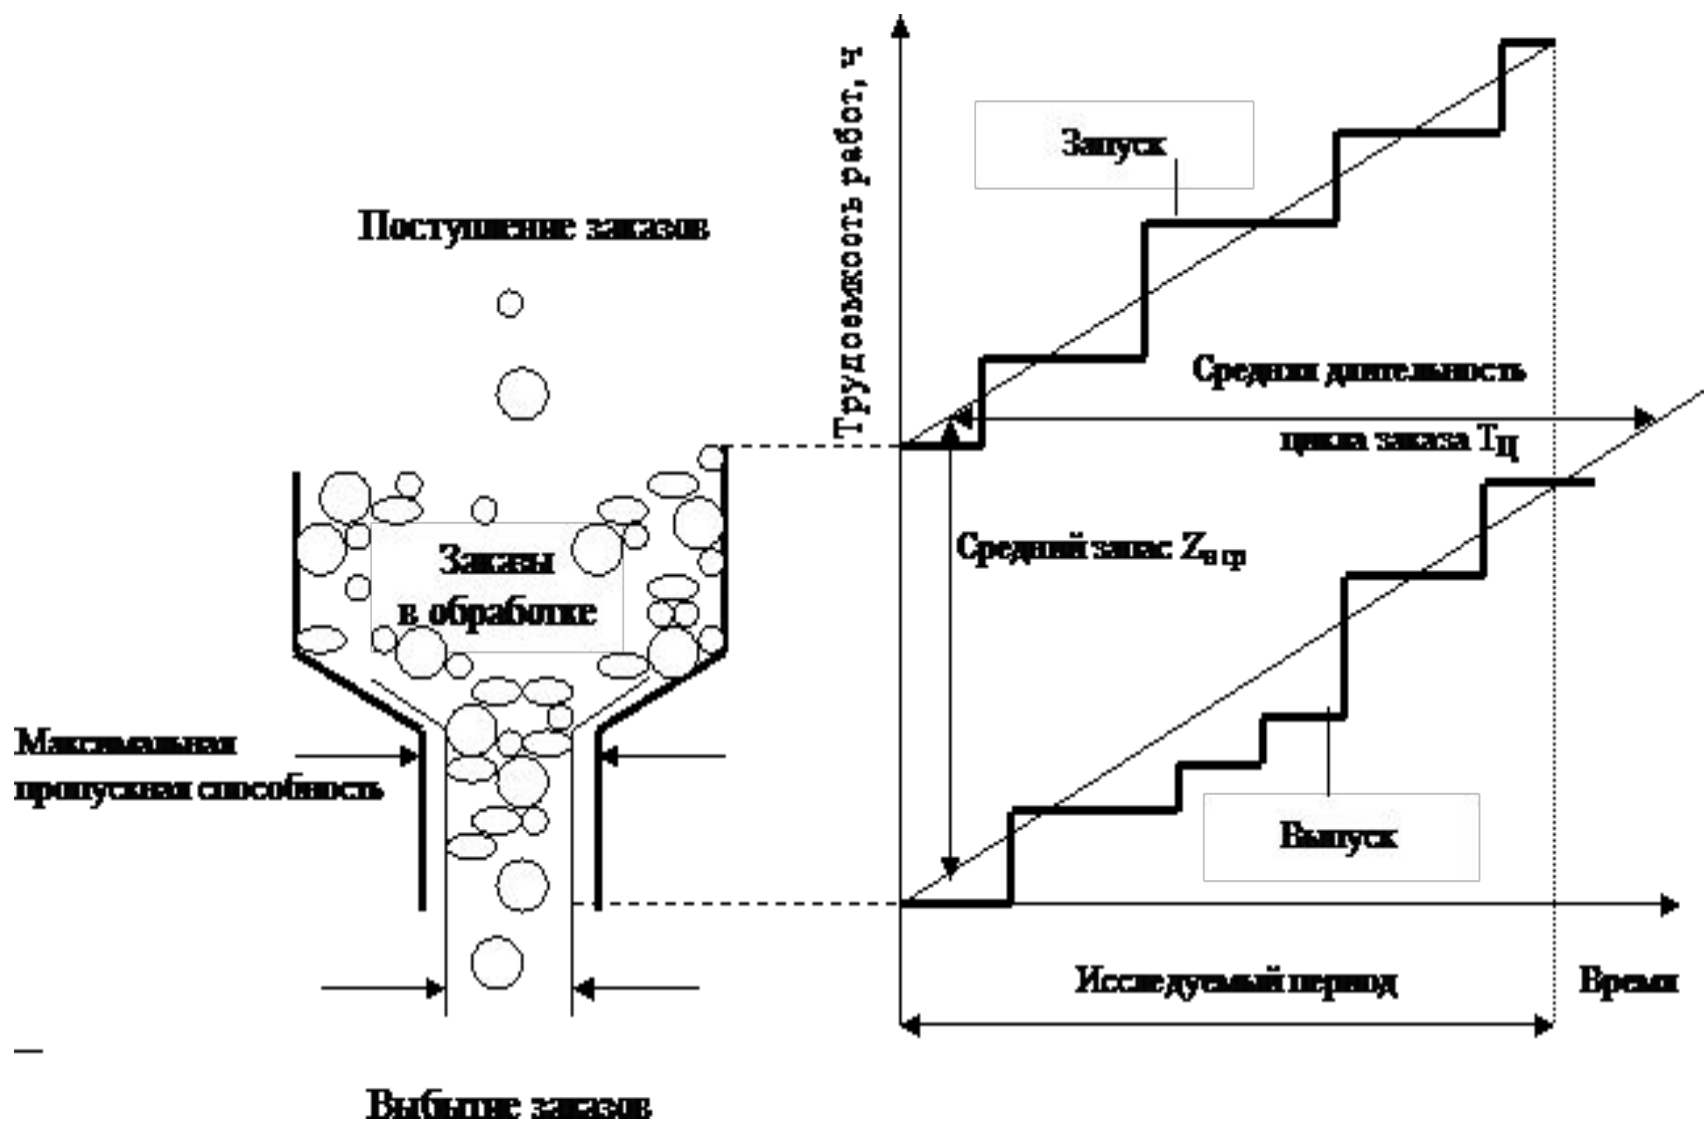 Поступление заказов
Заказы
в обработке
Максимальная
пропускная способность
Выбытие заказов
Трудоемкость работ, ч
Запуск
Средняя длительность
цикла заказа Tц
Средний запас Zн ср
Выпуск
Исследуемый период
Время